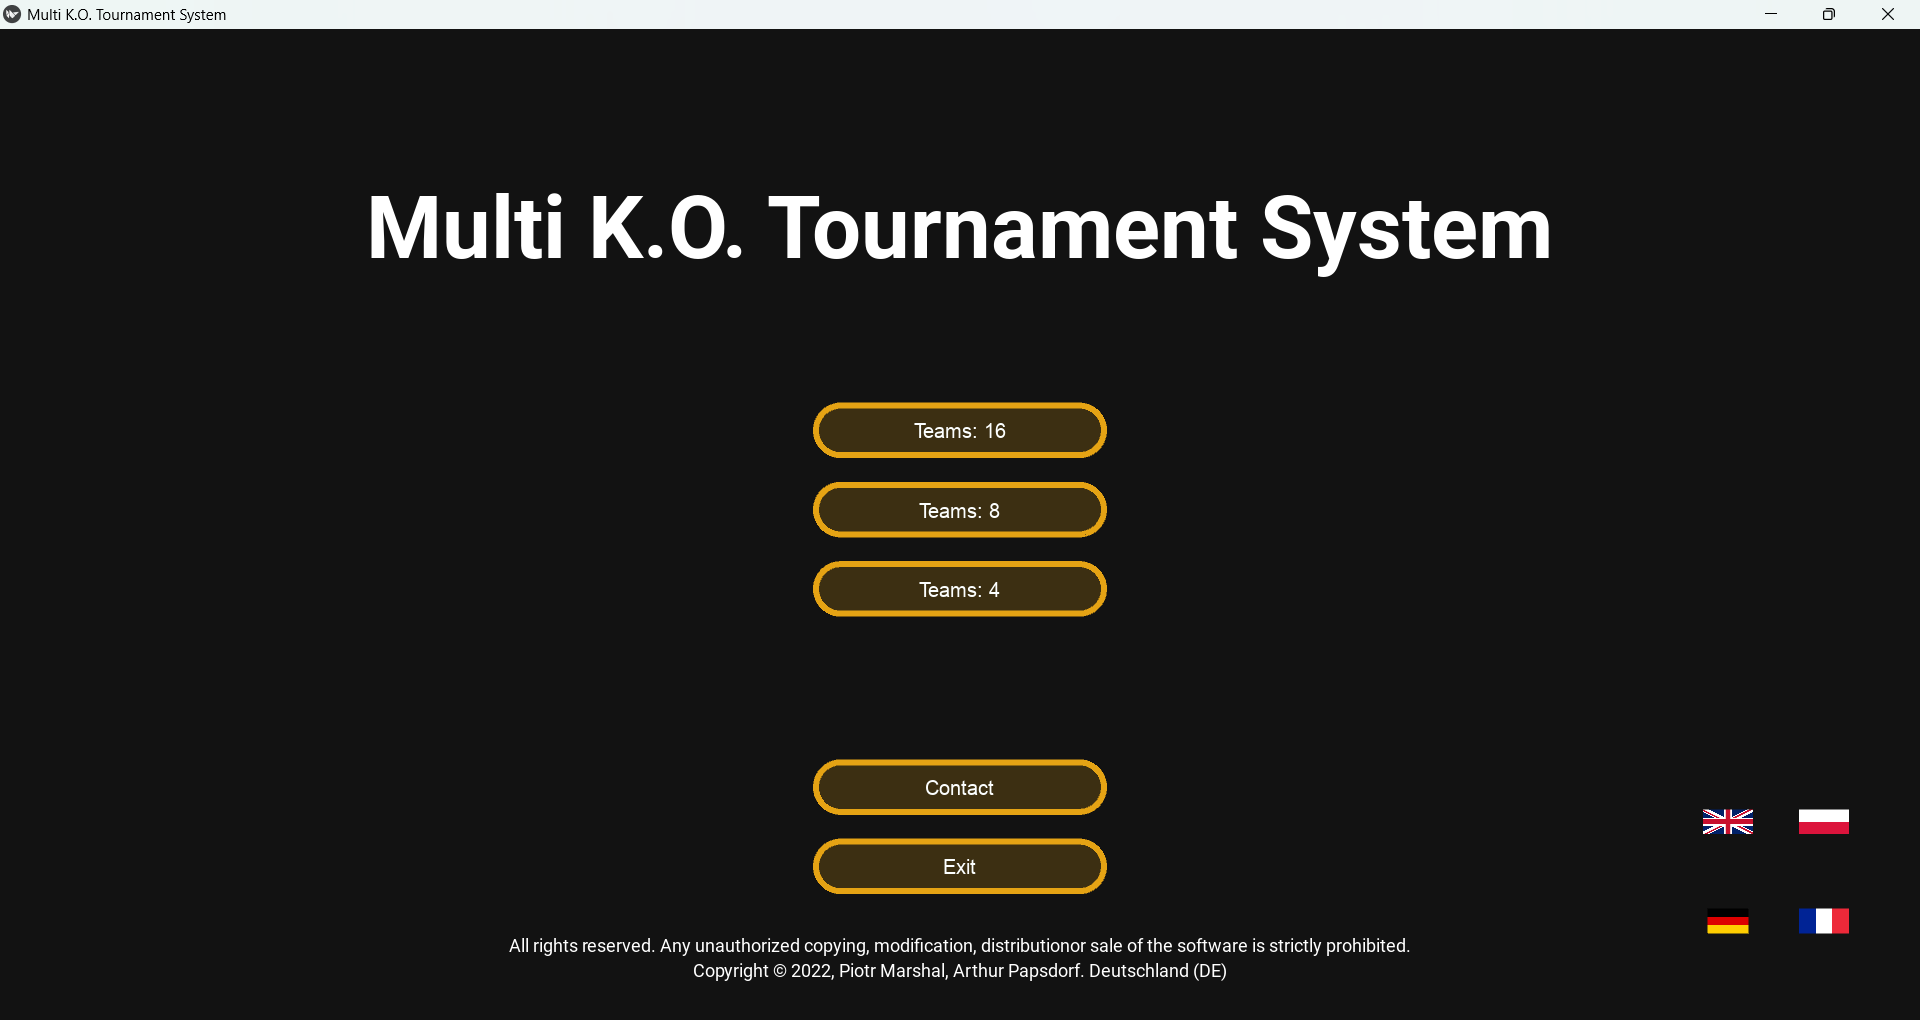 Multi K.O. Tournament System
Multi K.O. Tournament System
Teams: 16
Teams: 8
Teams: 4
Contact
Exit
All rights reserved. Any unauthorized copying, modification, distributionor sale of the software is strictly prohibited.
Copyright © 2022, Piotr Marshal, Arthur Papsdorf. Deutschland (DE)